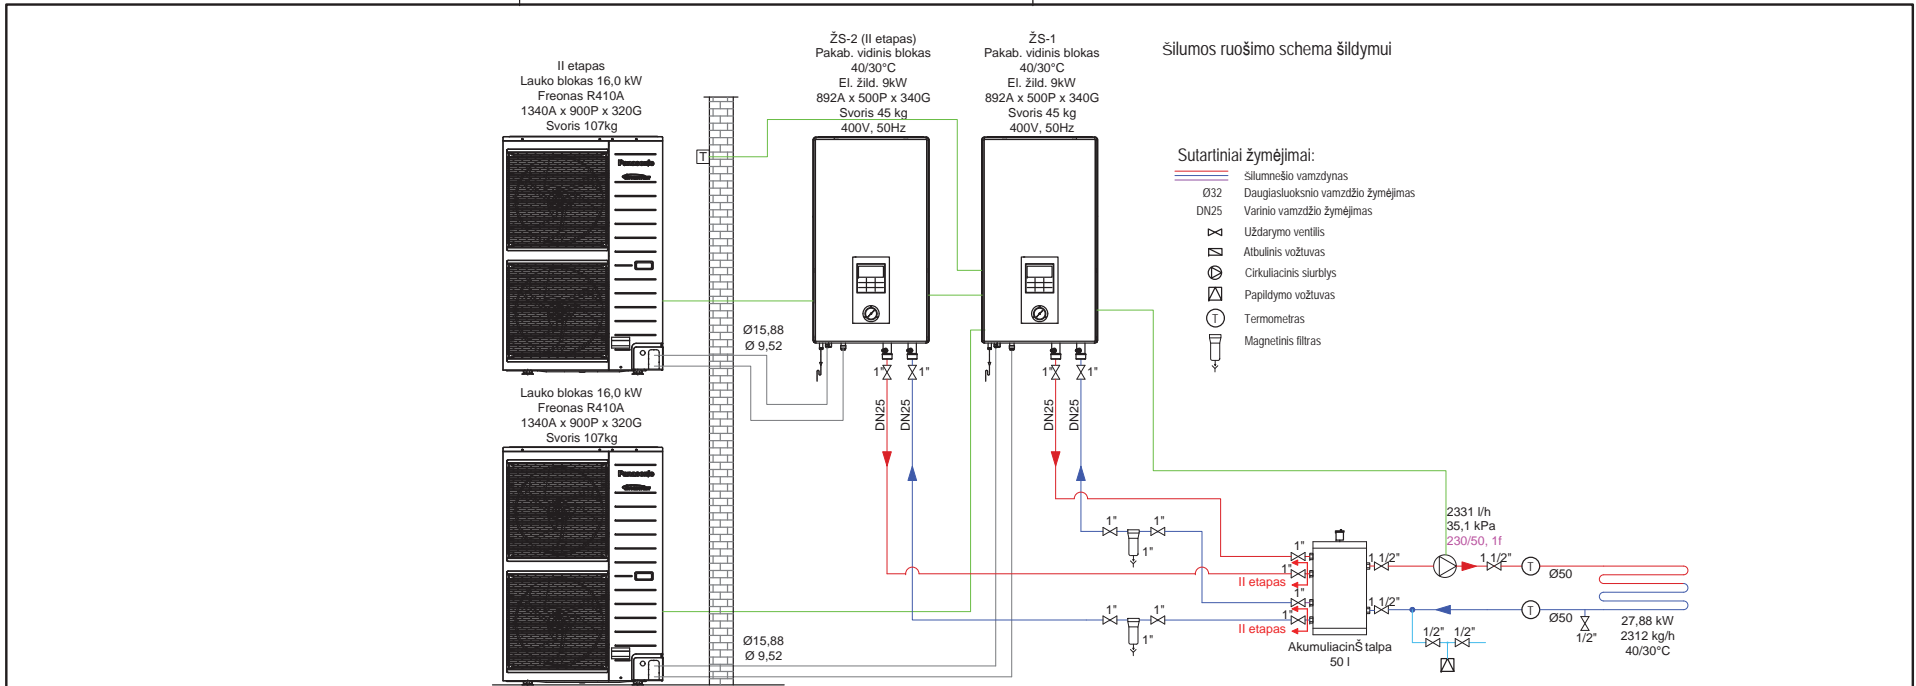 Šilumos ruošimo schema šildymui
II etapas
Lauko blokas 16,0 kW
Freonas R410A
1340A x 900P x 320G
Svoris 107kg
ŽS-2 (II etapas)
Pakab. vidinis blokas
40/30°C
El. žild. 9kW
892A x 500P x 340G
Svoris 45 kg
400V, 50Hz
ŽS-1
Pakab. vidinis blokas
40/30°C
El. žild. 9kW
892A x 500P x 340G
Svoris 45 kg
400V, 50Hz
Panasonic
T
Sutartiniai žymėjimai:
Šilumnešio vamzdynas
Ø32 Daugiasluoksnio vamzdžio žymėjimas
DN25 Varinio vamzdžio žymėjimas
Uždarymo ventilis
Atbulinis vožtuvas
Cirkuliacinis siurblys
Papildymo vožtuvas
T Termometras
Magnetinis filtras
Ø15,88
Ø 9,52
1" 1"
1" 1"
DN25 DN25
DN25 DN25
Lauko blokas 16,0 kW
Freonas R410A
1340A x 900P x 320G
Svoris 107kg
Panasonic
2331 l/h
35,1 kPa
230/50, 1f
1" 1"
1"
1"
1"
II etapas
1"
1"
II etapas
1" 1"
1"
1 1/2" 1 1/2"
T
Ø50
1 1/2"
T
Ø50
1/2"
1/2" 1/2"
27,88 kW
2312 kg/h
40/30°C
AkumuliacinŠ talpa
50 l
Ø15,88
Ø 9,52